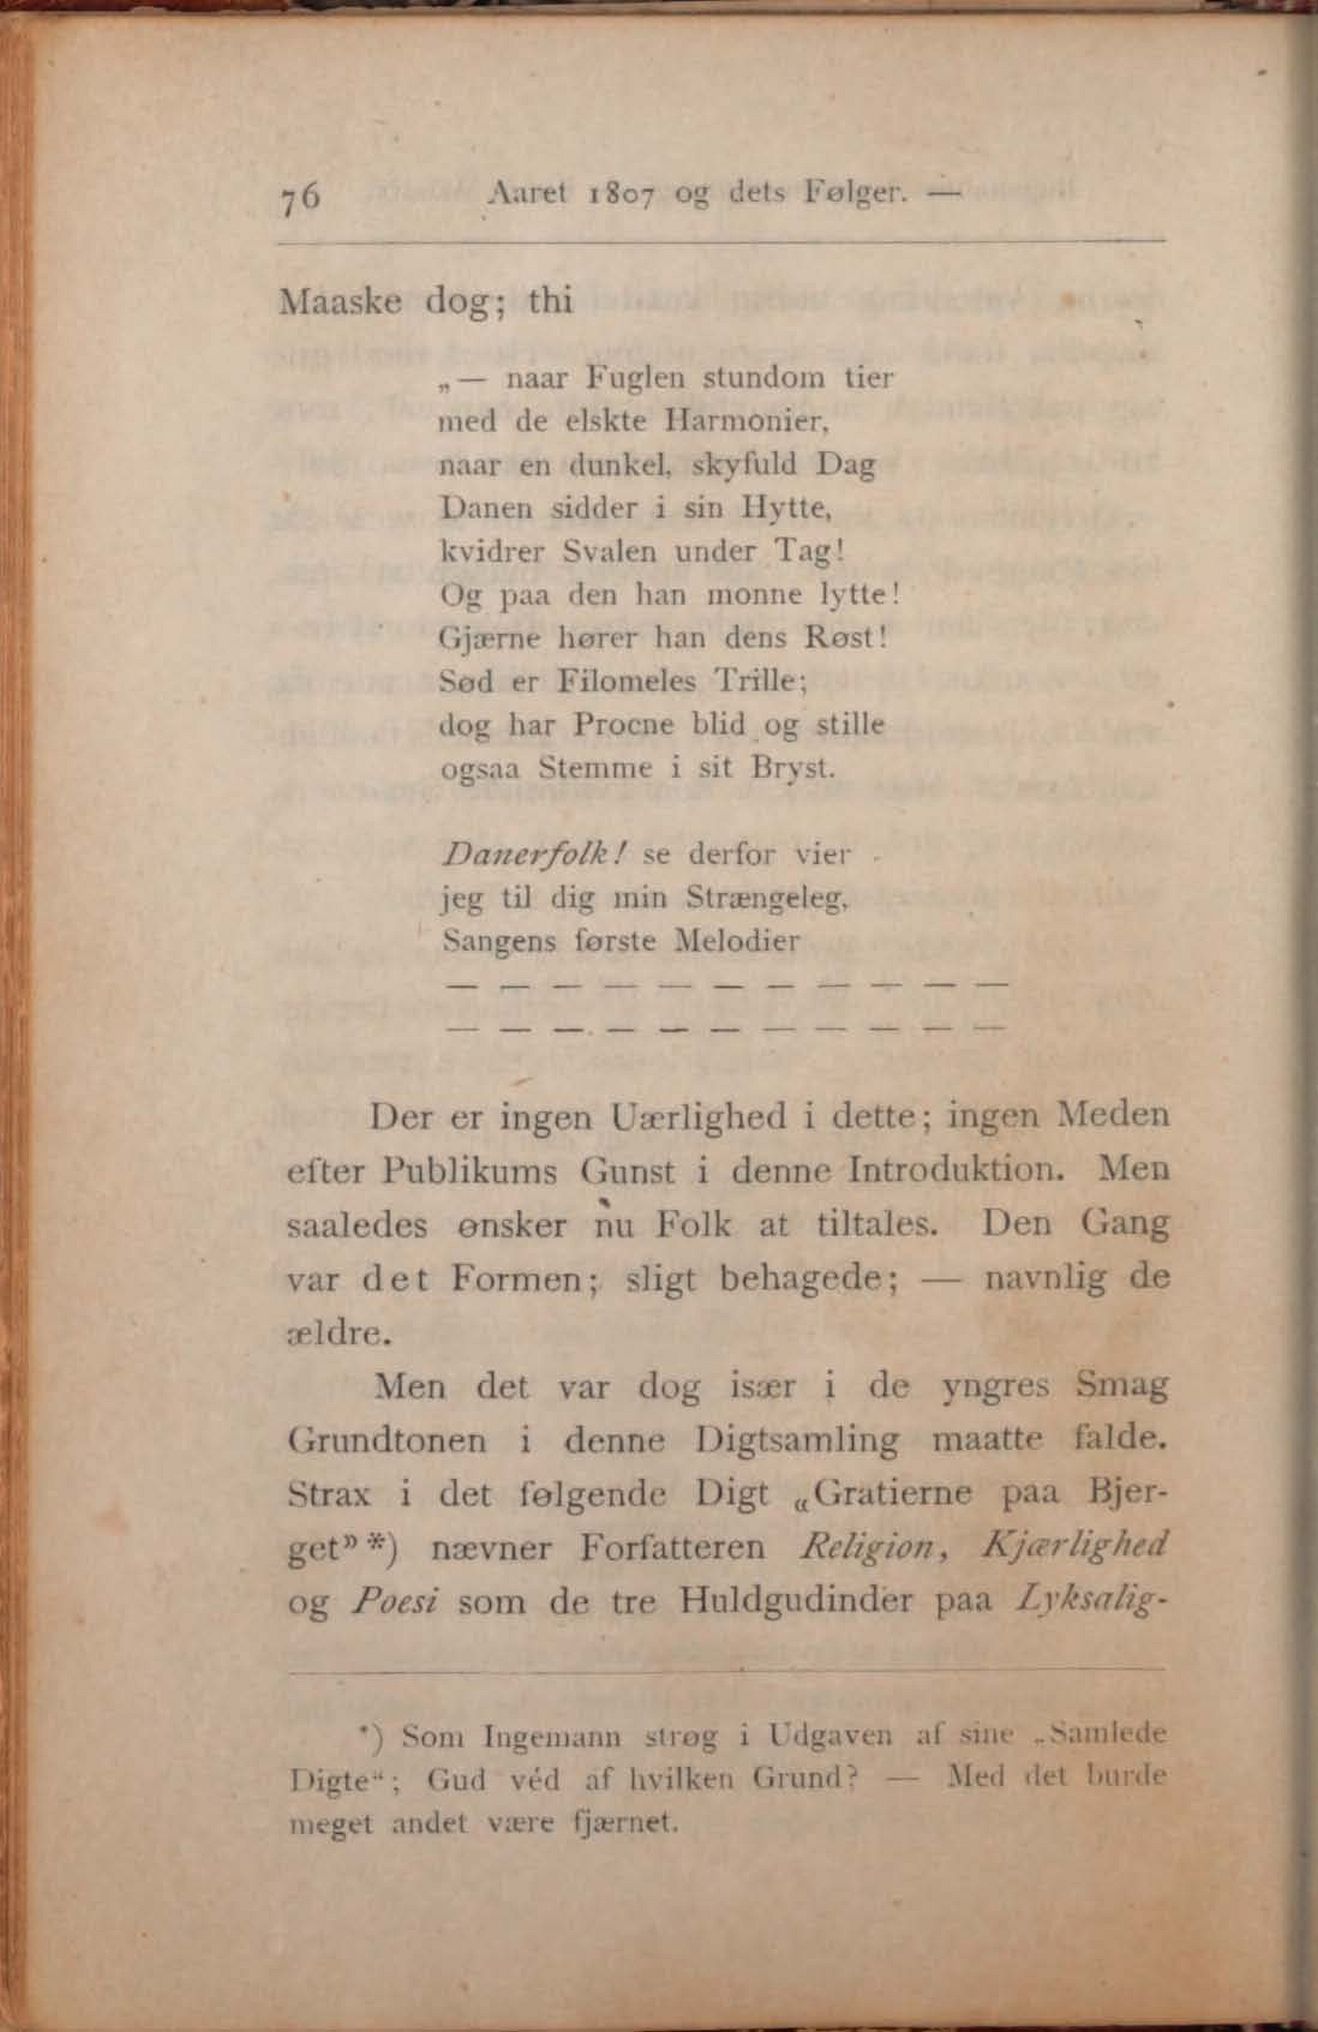 76 Aaret 1807 og dets Følger. —
Maaske dog; thi
„— naar Fuglen stundom tier
med de elskte Harmonier,
naar en dunkel, skyfuld Dag
Danen sidder i sin Hytte,
kvidrer Svalen under Tag!
Og paa den han monne lytte!
Gjærne hører han dens Røst!
Sød er Filomeles Trille;
dog har Procne blid og stille
ogsaa Stemme i sit Bryst.
Danerfolk! se derfor vier
jeg til dig min Strængeleg,
Sangens første Melodier
— — — — — — — — — — —
— — — — — — — — — — —
Der er ingen Uærlighed i dette; ingen Meden
efter Publikums Gunst i denne Introduktion. Men
saaledes ønsker nu Folk at tiltales. Den Gang
var det Formen; sligt behagede; — navnlig de
ældre.
Men det var dog især i de yngres Smag
Grundtonen i denne Digtsamling maatte falde.
Strax i det følgende Digt „Gratierne paa Bjer-
get” *) nævner Forfatteren Religion, Kjærlighed
og Poesi som de tre Huldgudinder paa Lyksalig-
*) Som Ingemann strøg i Udgaven af sine „Samlede
Digte“; Gud véd af hvilken Grund? — Med det burde
meget andet være fjærnet.